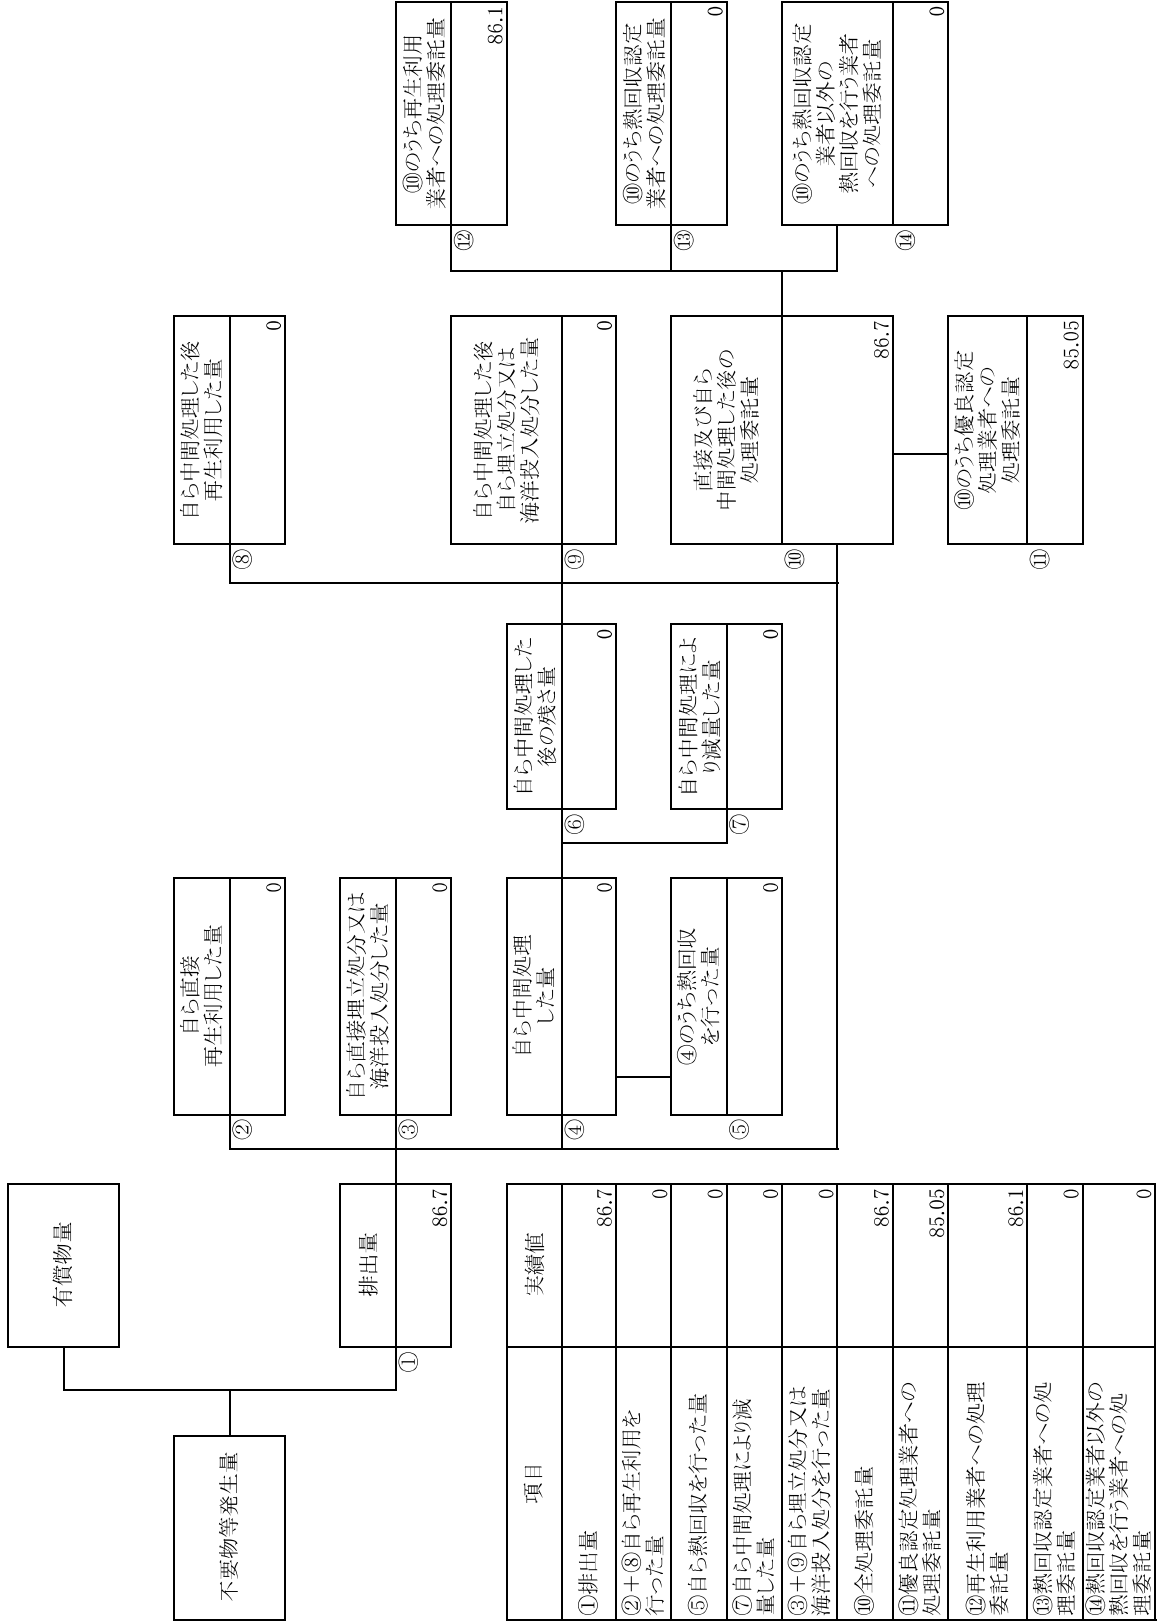 不要物等発生量
有償物量
排出量
①
86.7
自ら直接
再生利用した量
②
0
自ら直接埋立処分又は
海洋投入処分した量
③
0
自ら中間処理
した量
④
0
④のうち熱回収
を行った量
⑤
0
自ら中間処理した
後の残さ量
⑥
0
自ら中間処理によ
り減量した量
⑦
0
自ら中間処理した後
再生利用した量
⑧
0
自ら中間処理した後
自ら埋立処分又は
海洋投入処分した量
⑨
0
直接及び自ら
中間処理した後の
処理委託量
⑩
86.7
⑩のうち優良認定
処理業者への
処理委託量
⑪
85.05
⑩のうち再生利用
業者への処理委託量
⑫
86.1
⑩のうち熱回収認定
業者への処理委託量
⑬
0
⑩のうち熱回収認定
業者以外の
熱回収を行う業者
への処理委託量
⑭
0
項目 実績値
①排出量 86.7
②+⑧自ら再生利用を
行った量 0
⑤自ら熱回収を行った量 0
⑦自ら中間処理により減
量した量 0
③+⑨自ら埋立処分又は
海洋投入処分を行った量 0
⑩全処理委託量 86.7
⑪優良認定処理業者への
処理委託量 85.05
⑫再生利用業者への処理
委託量 86.1
⑬熱回収認定業者への処
理委託量 0
⑭熱回収認定業者以外の
熱回収を行う業者への処
理委託量 0